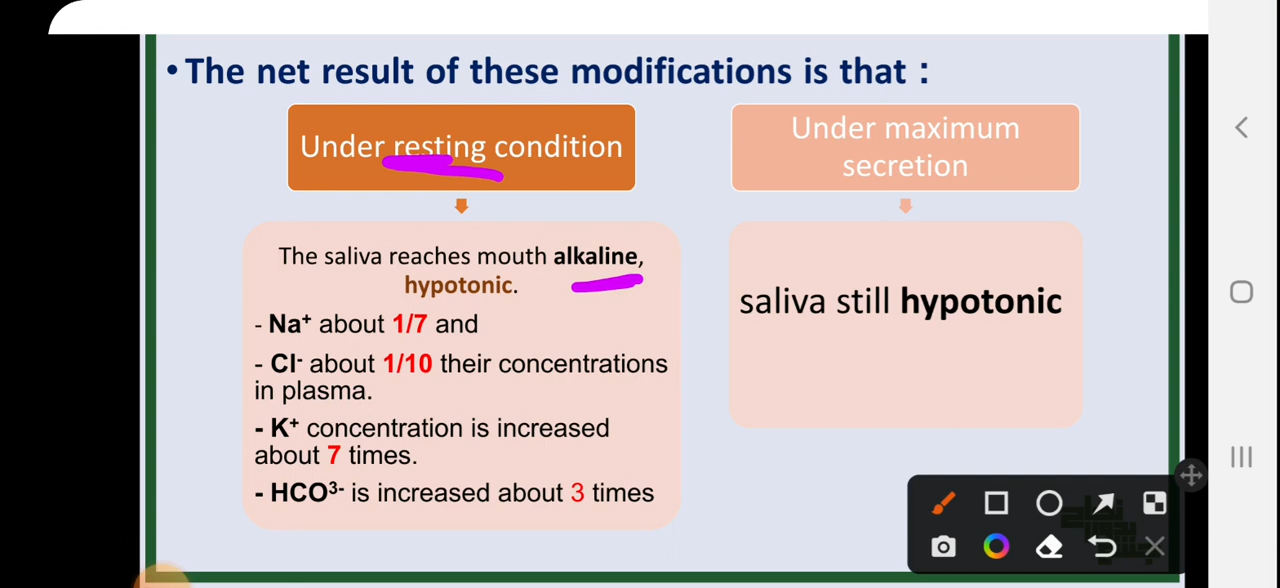 • The net result of these modifications is that :
Under resting condition
The saliva reaches mouth alkaline,
hypotonic.
- Na⁺ about 1/7 and
- Cl⁻ about 1/10 their concentrations
in plasma.
- K⁺ concentration is increased
about 7 times.
- HCO³⁻ is increased about 3 times
Under maximum
secretion
saliva still hypotonic